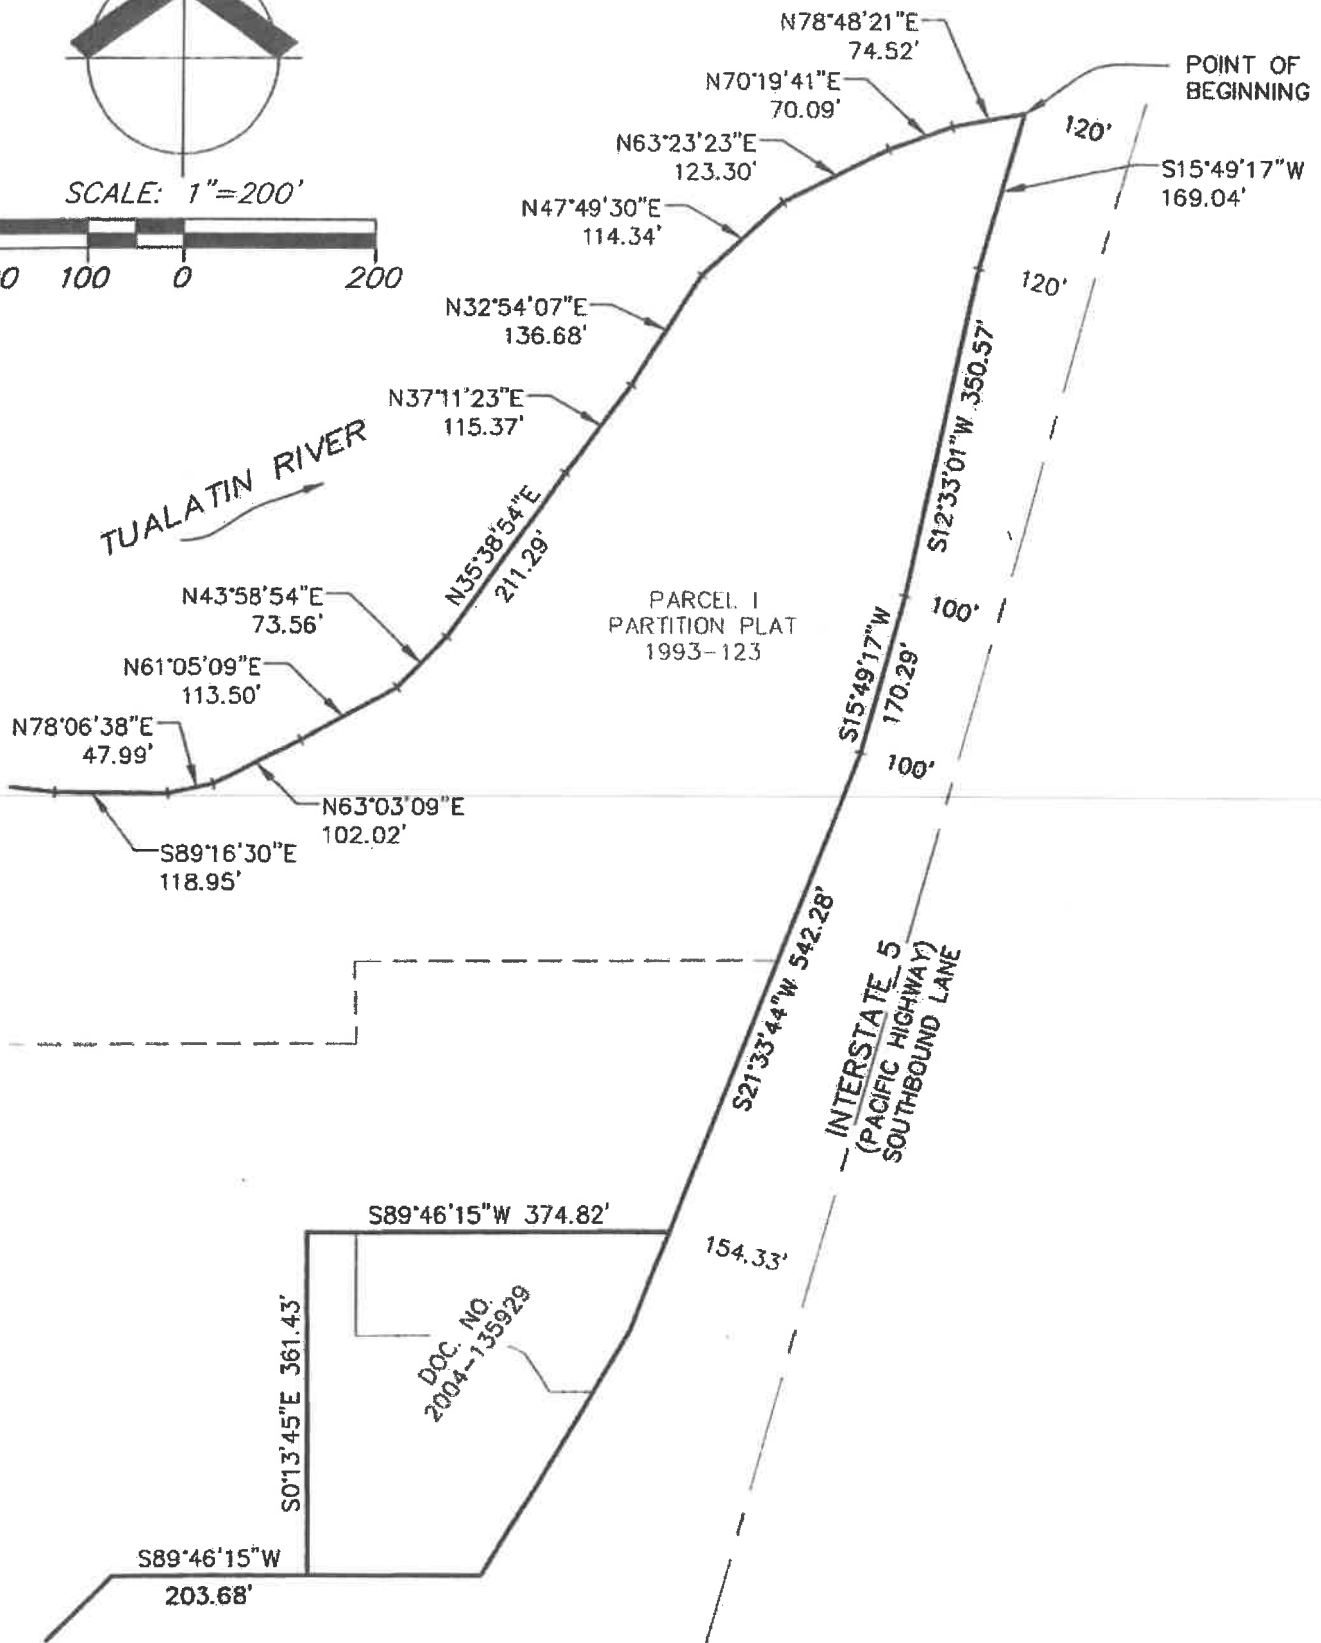 N78°48'21"E
74.52'
POINT OF
BEGINNING
N70°19'41"E
70.09'
120'
N63°23'23"E
123.30'
S15°49'17"W
169.04'
SCALE: 1"=200'
N47°49'30"E
114.34'
0 100 0 200
120'
N32°54'07"E
136.68'
S12°33'01"W 350.57'
N37°11'23"E
115.37'
TUALATIN RIVER
N35°38'54"E
211.29'
N43°58'54"E
73.56'
PARCEL I
PARTITION PLAT
1993-123
100'
S15°49'17"W
170.29'
N61°05'09"E
113.50'
N78°06'38"E
47.99'
100'
N63°03'09"E
102.02'
S89°16'30"E
118.95'
S21°33'44"W 542.28'
INTERSTATE 5
(PACIFIC HIGHWAY)
SOUTHBOUND LANE
S89°46'15"W 374.82'
154.33'
DOC. NO.
2004-135929
S0°13'45"E 361.43'
S89°46'15"W
203.68'